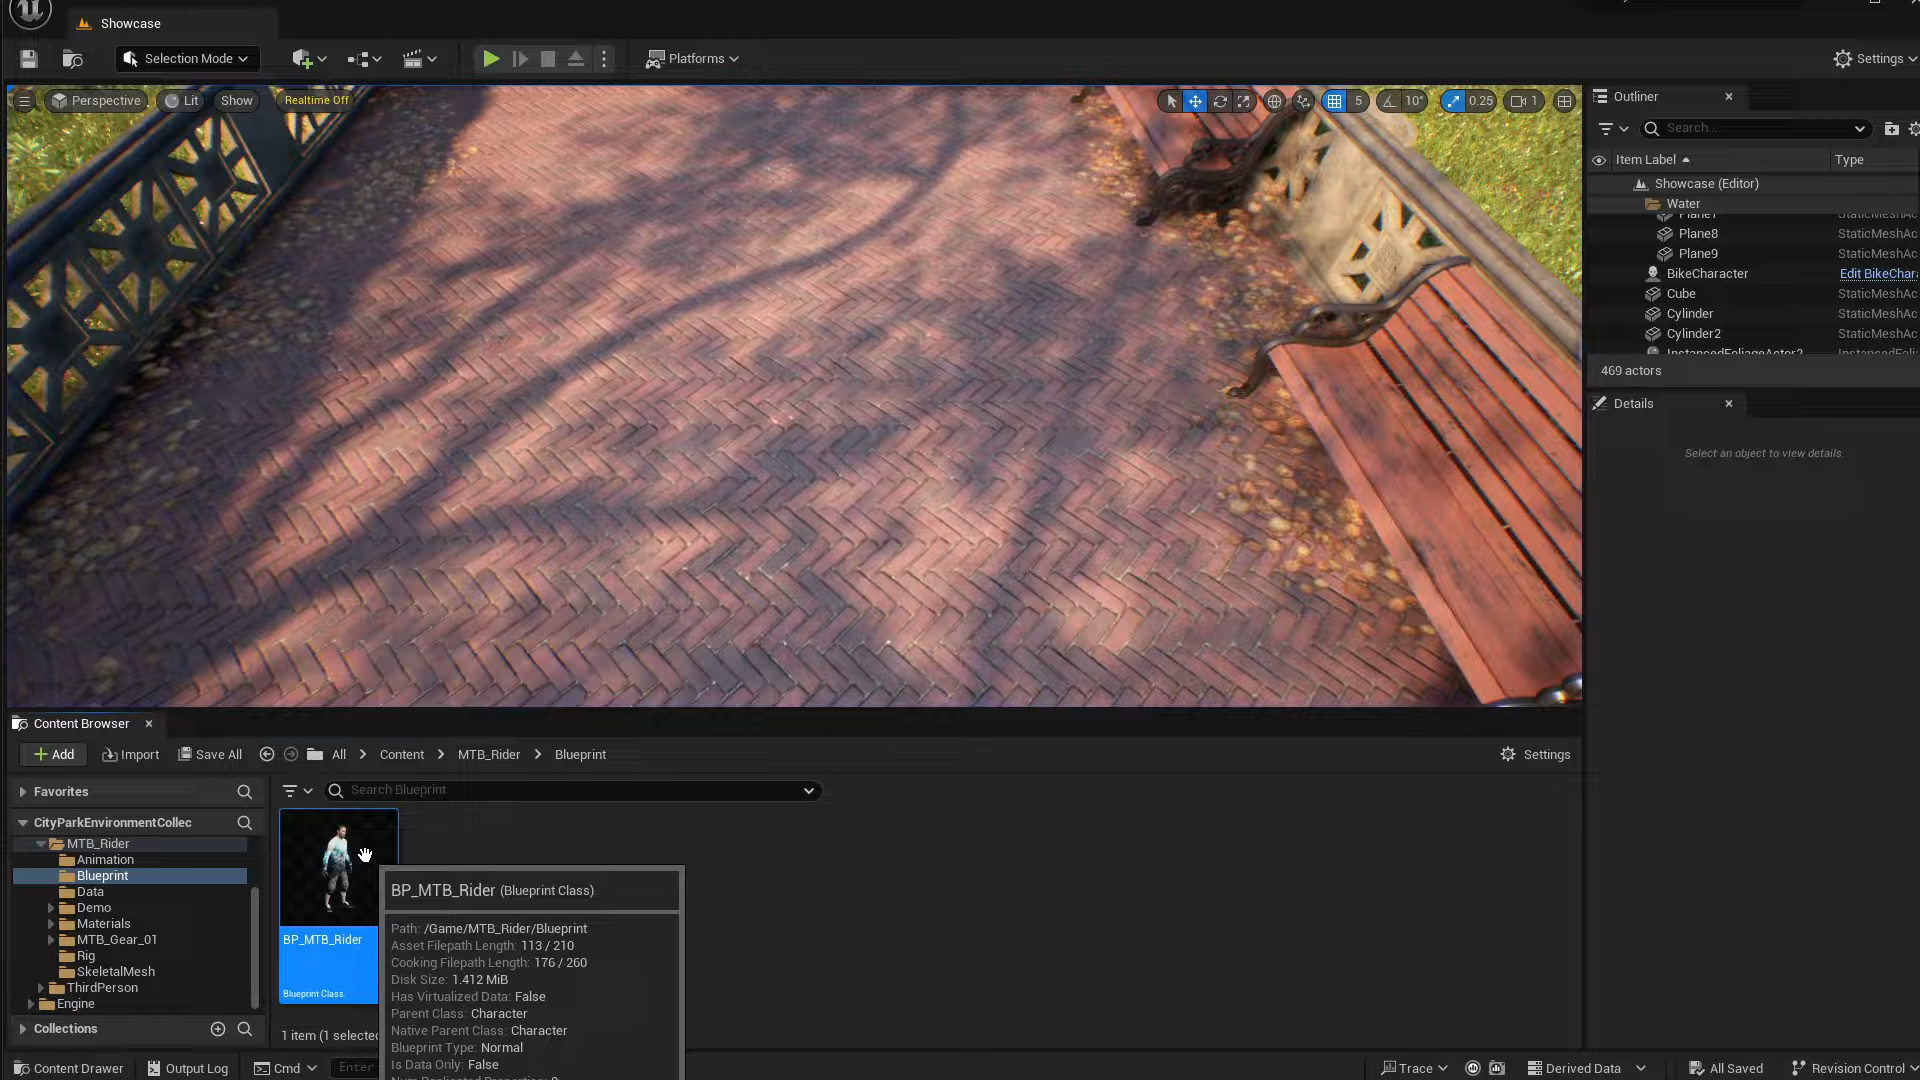 Showcase
Selection Mode
Platforms
Settings
Perspective
Lit
Show
Realtime Off
5
10°
0.25
1
Outliner
Search...
Item Label
Type
Showcase (Editor)
Water
Plane8
StaticMeshAc
Plane9
StaticMeshAc
BikeCharacter
Edit BikeChar
Cube
StaticMeshAc
Cylinder
StaticMeshAc
Cylinder2
StaticMeshAc
InstancedFoliageActor2
InstancedFoli
469 actors
Details
Select an object to view details.
Content Browser
Add
Import
Save All
All
Content
MTB_Rider
Blueprint
Settings
Favorites
Search Blueprint
CityParkEnvironmentCollec
MTB_Rider
Animation
Blueprint
Data
Demo
Materials
MTB_Gear_01
Rig
SkeletalMesh
ThirdPerson
Engine
Collections
BP_MTB_Rider
Blueprint Class
1 item (1 selected
BP_MTB_Rider (Blueprint Class)
Path: /Game/MTB_Rider/Blueprint
Asset Filepath Length: 113 / 210
Cooking Filepath Length: 176 / 260
Disk Size: 1.412 MiB
Has Virtualized Data: False
Parent Class: Character
Native Parent Class: Character
Blueprint Type: Normal
Is Data Only: False
Content Drawer
Output Log
Cmd
Enter
Trace
Derived Data
All Saved
Revision Control